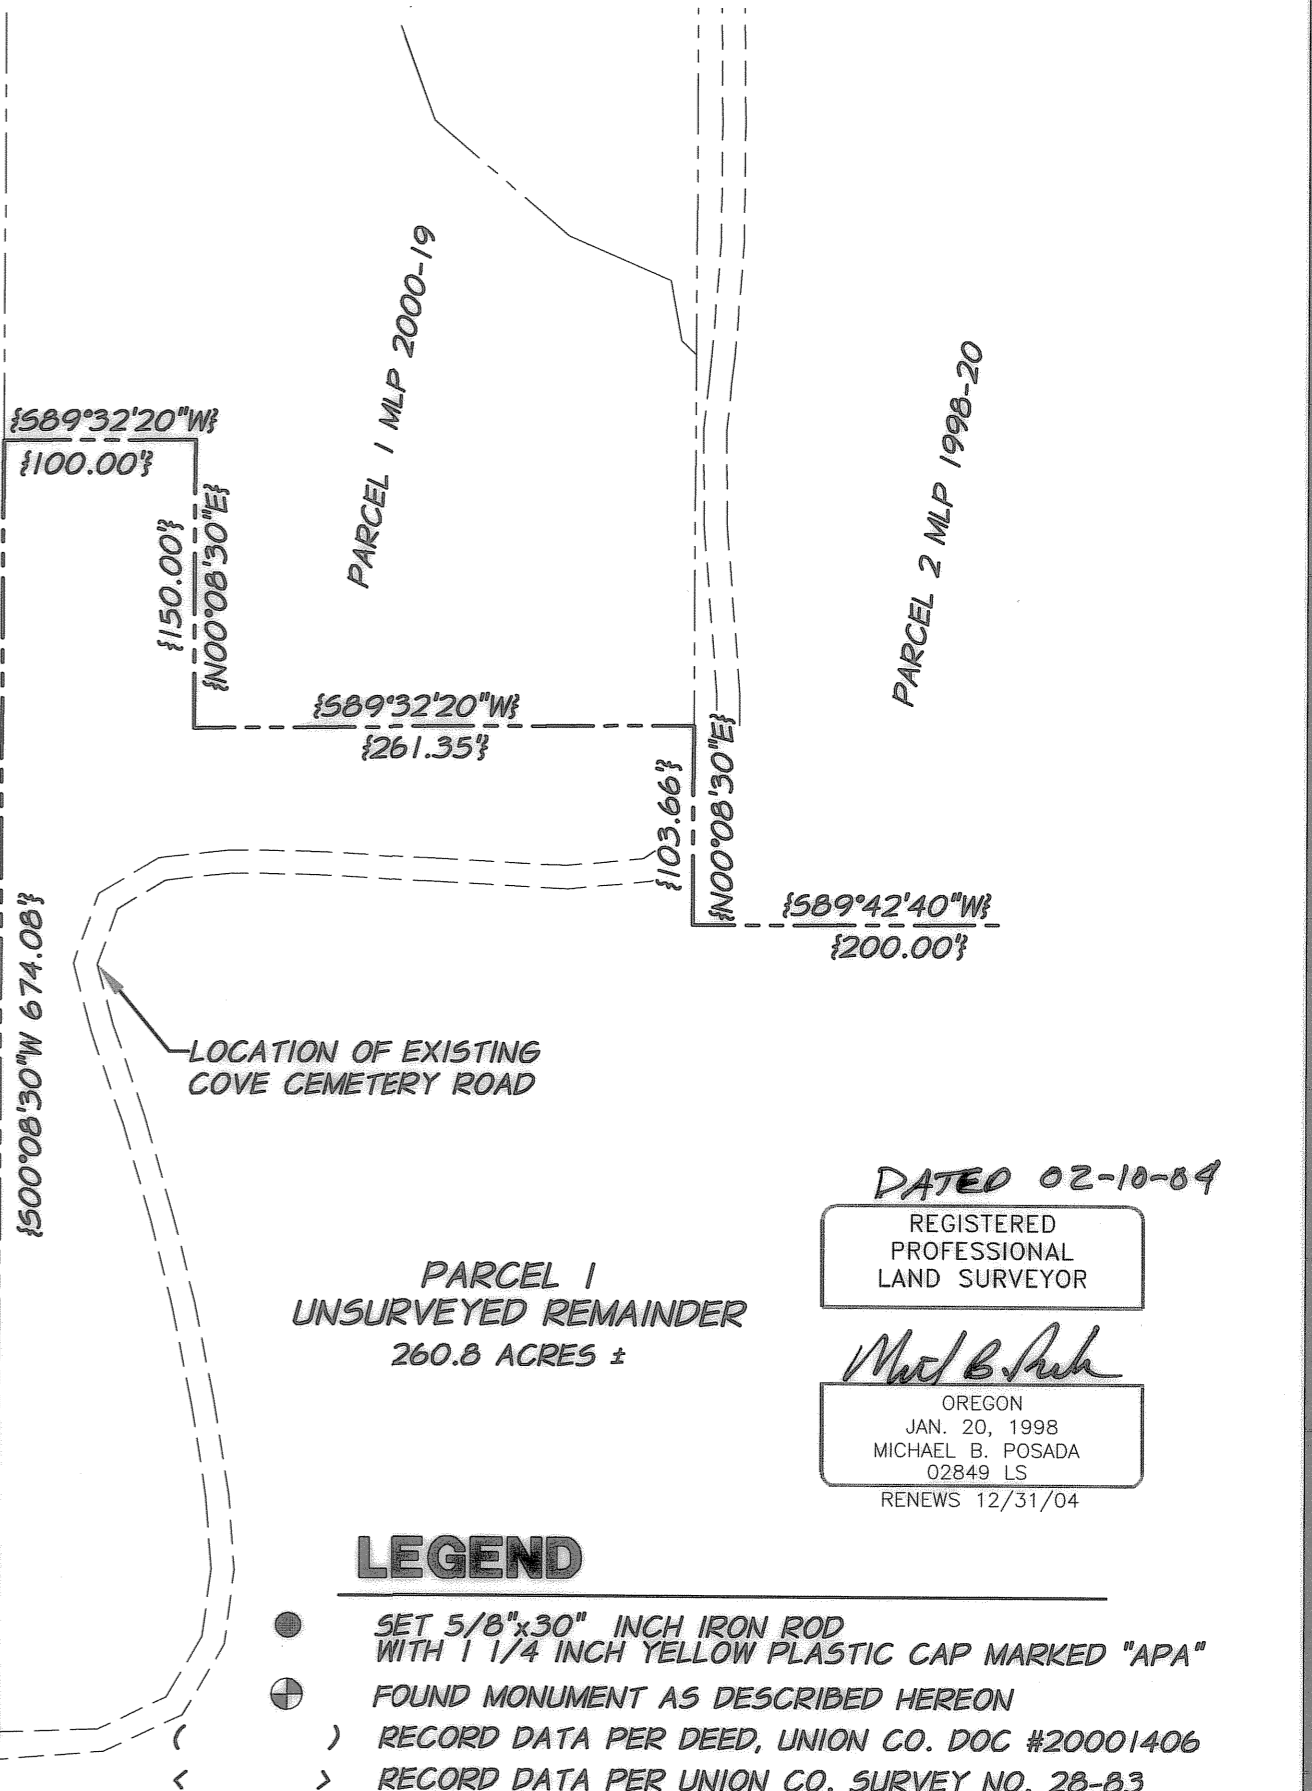 PARCEL 1 MLP 2000-19
PARCEL 2 MLP 1998-20
{S89°32'20"W}
{100.00'}
{150.00'}
{N00°08'30"E}
{S89°32'20"W}
{261.35'}
{103.66'}
{N00°08'30"E}
{S89°42'40"W}
{200.00'}
{S00°08'30"W 674.08'}
LOCATION OF EXISTING
COVE CEMETERY ROAD
DATED 02-10-04
REGISTERED
PROFESSIONAL
LAND SURVEYOR
OREGON
JAN. 20, 1998
MICHAEL B. POSADA
02849 LS
RENEWS 12/31/04
PARCEL 1
UNSURVEYED REMAINDER
260.8 ACRES ±
LEGEND
SET 5/8"x30" INCH IRON ROD
WITH 1 1/4 INCH YELLOW PLASTIC CAP MARKED "APA"
FOUND MONUMENT AS DESCRIBED HEREON
( ) RECORD DATA PER DEED, UNION CO. DOC #20001406
< > RECORD DATA PER UNION CO. SURVEY NO. 28-83